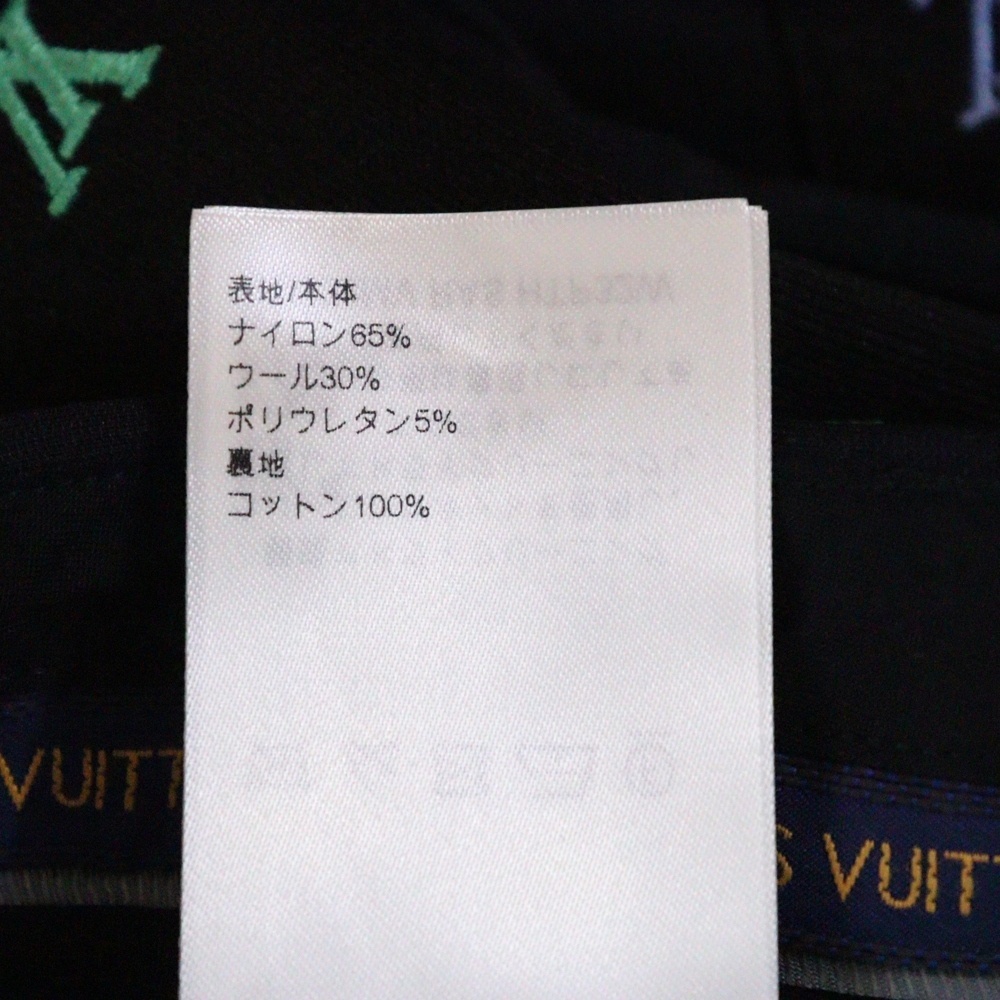 表地/本体
ナイロン65%
ウール30%
ポリウレタン5%
裏地
コットン100%
VUITT
S VUITT